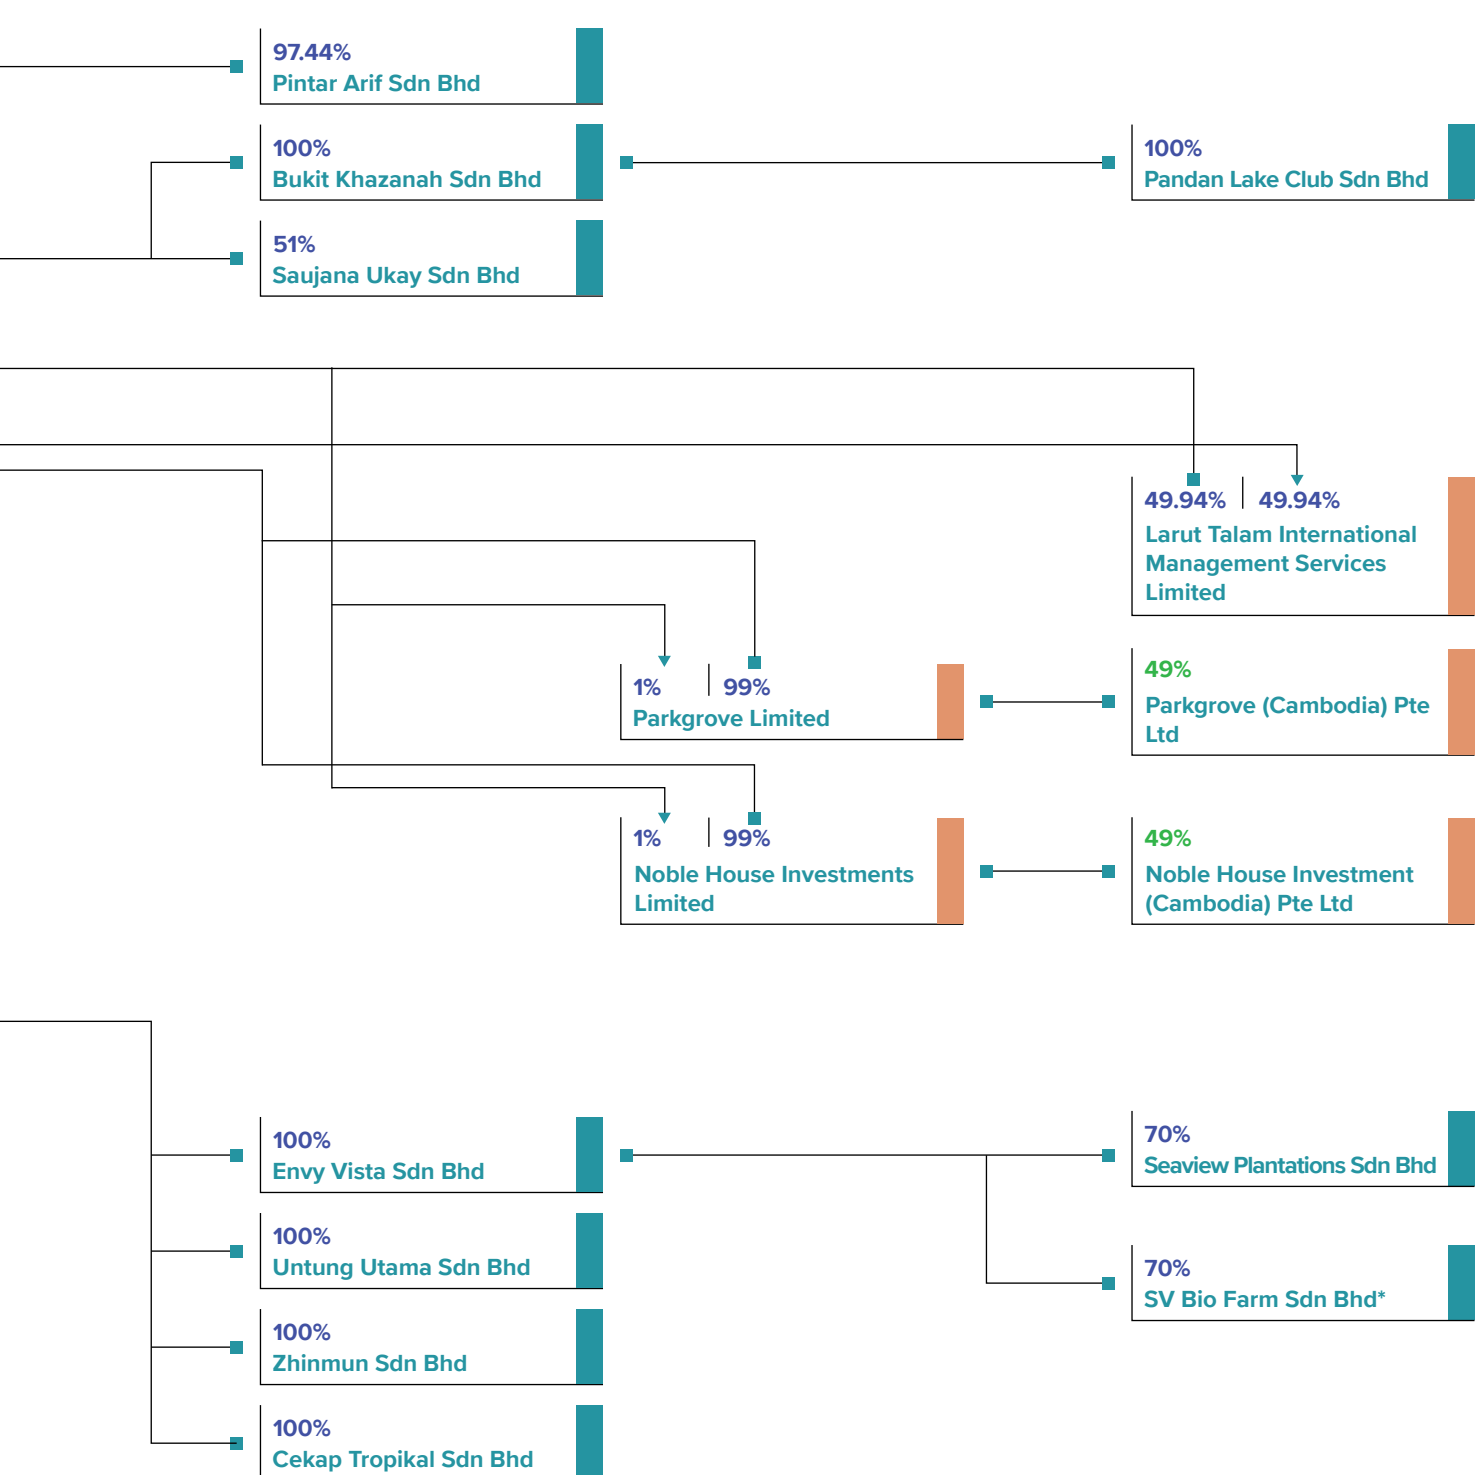 97.44%
Pintar Arif Sdn Bhd
100%
Bukit Khazanah Sdn Bhd
100%
Pandan Lake Club Sdn Bhd
51%
Saujana Ukay Sdn Bhd
49.94% 49.94%
Larut Talam International
Management Services
Limited
1% 99%
Parkgrove Limited
49%
Parkgrove (Cambodia) Pte
Ltd
1% 99%
Noble House Investments
Limited
49%
Noble House Investment
(Cambodia) Pte Ltd
100%
Envy Vista Sdn Bhd
70%
Seaview Plantations Sdn Bhd
100%
Untung Utama Sdn Bhd
70%
SV Bio Farm Sdn Bhd*
100%
Zhinmun Sdn Bhd
100%
Cekap Tropikal Sdn Bhd